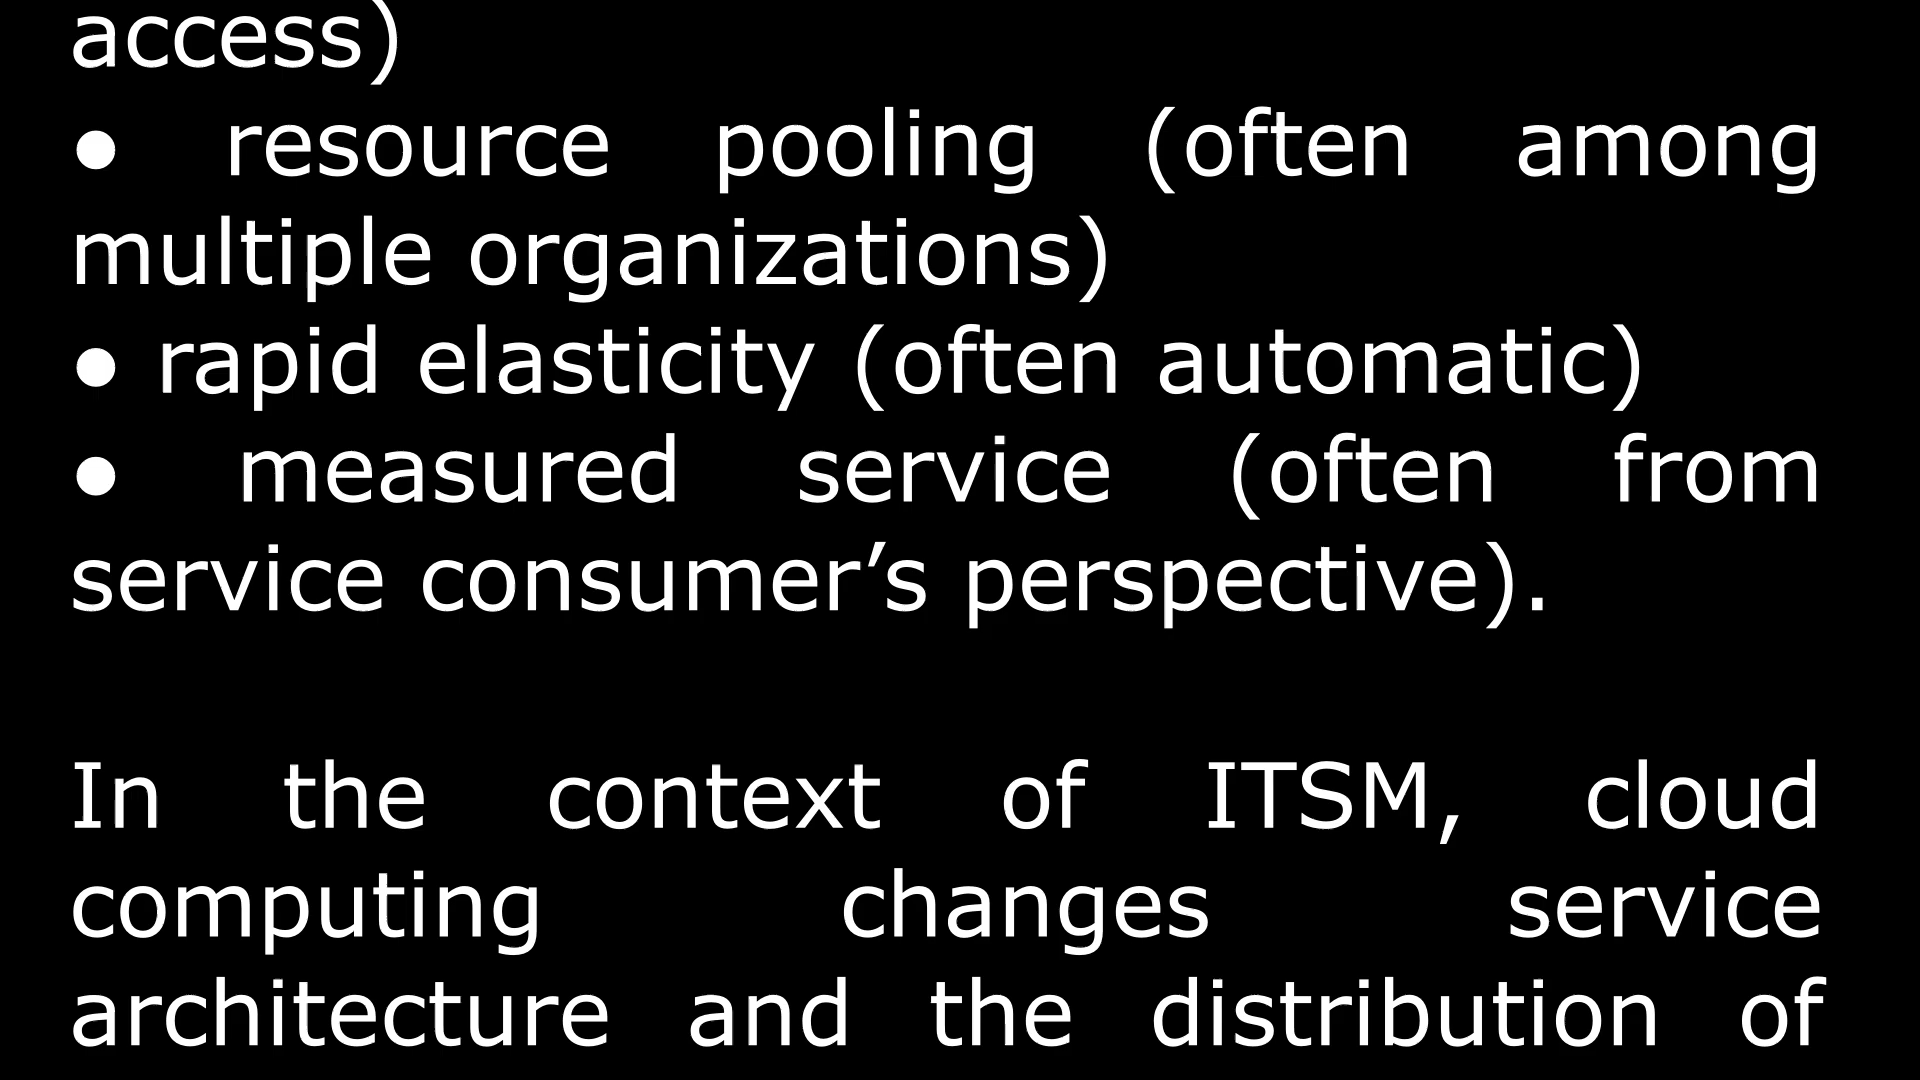 access)
● resource pooling (often among
multiple organizations)
● rapid elasticity (often automatic)
● measured service (often from
service consumer’s perspective).
In the context of ITSM, cloud
computing changes service
architecture and the distribution of